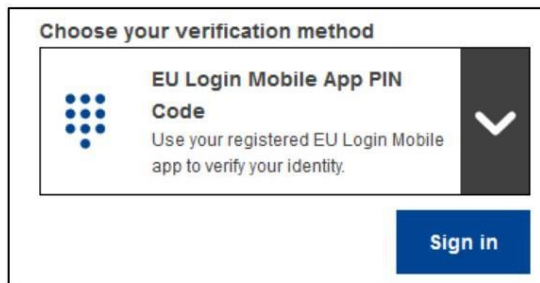 Choose your verification method
EU Login Mobile App PIN
Code
Use your registered EU Login Mobile
app to verify your identity.
Sign in